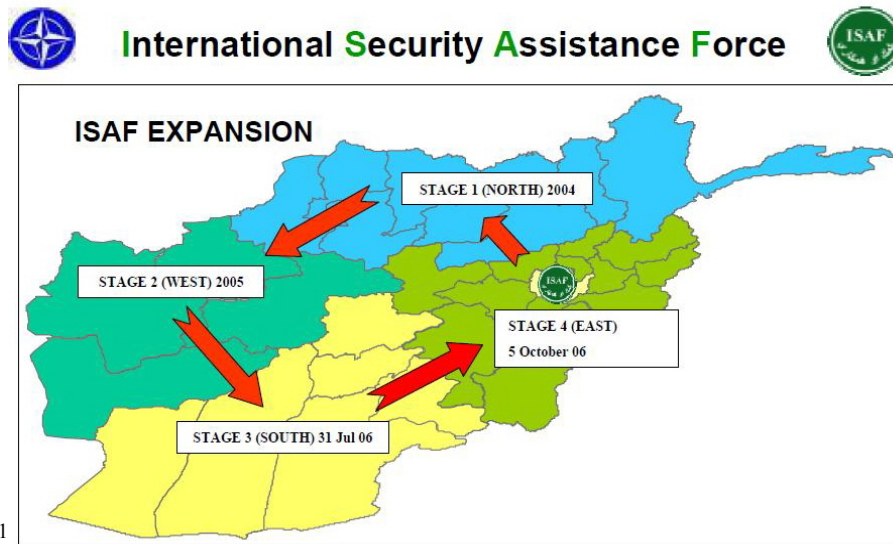 International Security Assistance Force
ISAF
ISAF EXPANSION
STAGE 1 (NORTH) 2004
STAGE 2 (WEST) 2005
ISAF
STAGE 4 (EAST)
5 October 06
STAGE 3 (SOUTH) 31 Jul 06
1